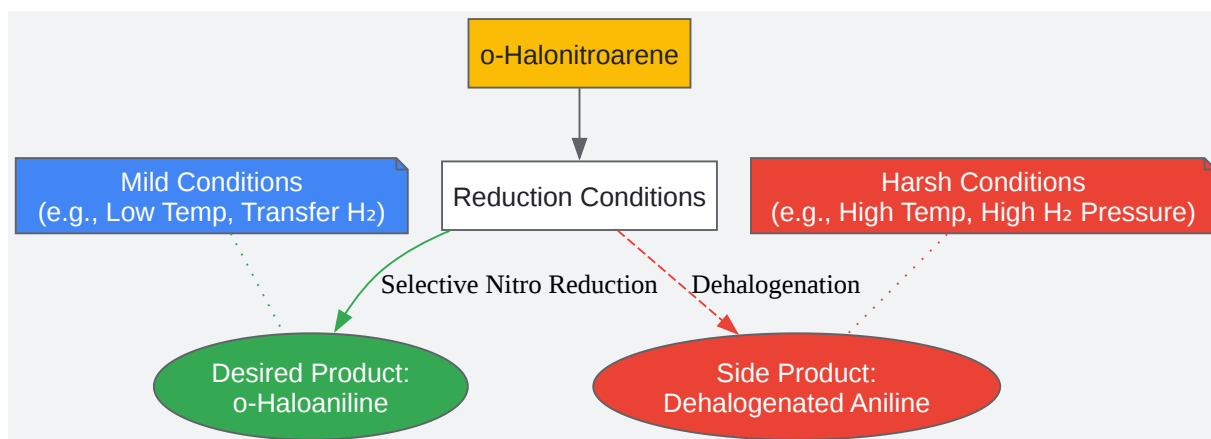 o-Halonitroarene
Mild Conditions
(e.g., Low Temp, Transfer H₂)
Reduction Conditions
Harsh Conditions
(e.g., High Temp, High H₂ Pressure)
Selective Nitro Reduction
Dehalogenation
Desired Product:
o-Haloaniline
Side Product:
Dehalogenated Aniline